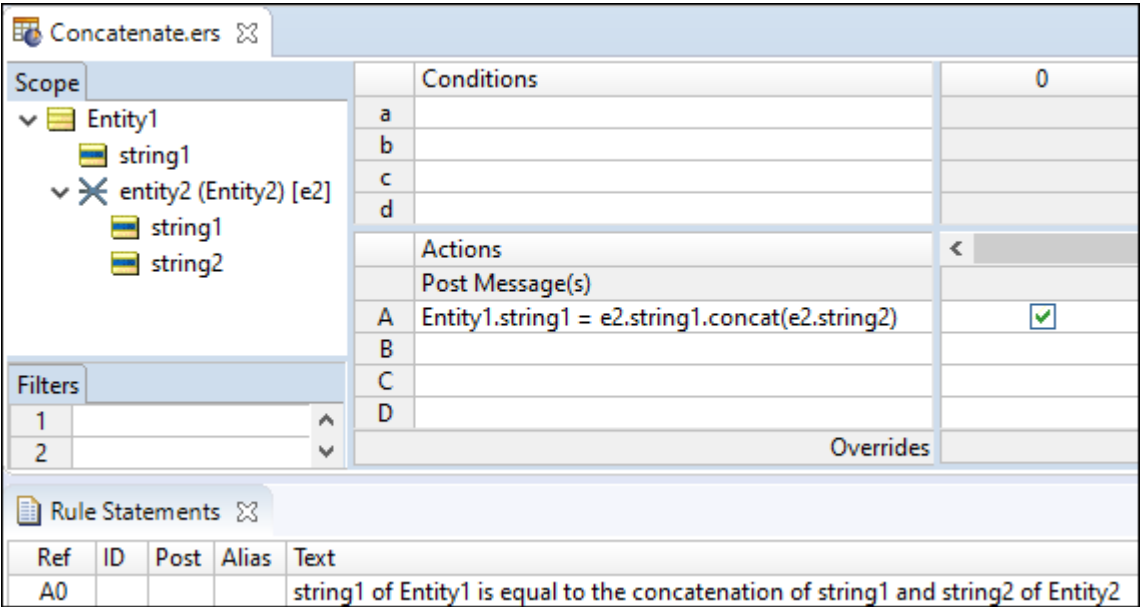 Concatenate.ers
Scope
Entity1
string1
entity2 (Entity2) [e2]
string1
string2
Filters
1
2
Conditions 0
a
b
c
d
Actions
Post Message(s)
A Entity1.string1 = e2.string1.concat(e2.string2)
B
C
D
Overrides
Rule Statements
Ref ID Post Alias Text
A0 string1 of Entity1 is equal to the concatenation of string1 and string2 of Entity2